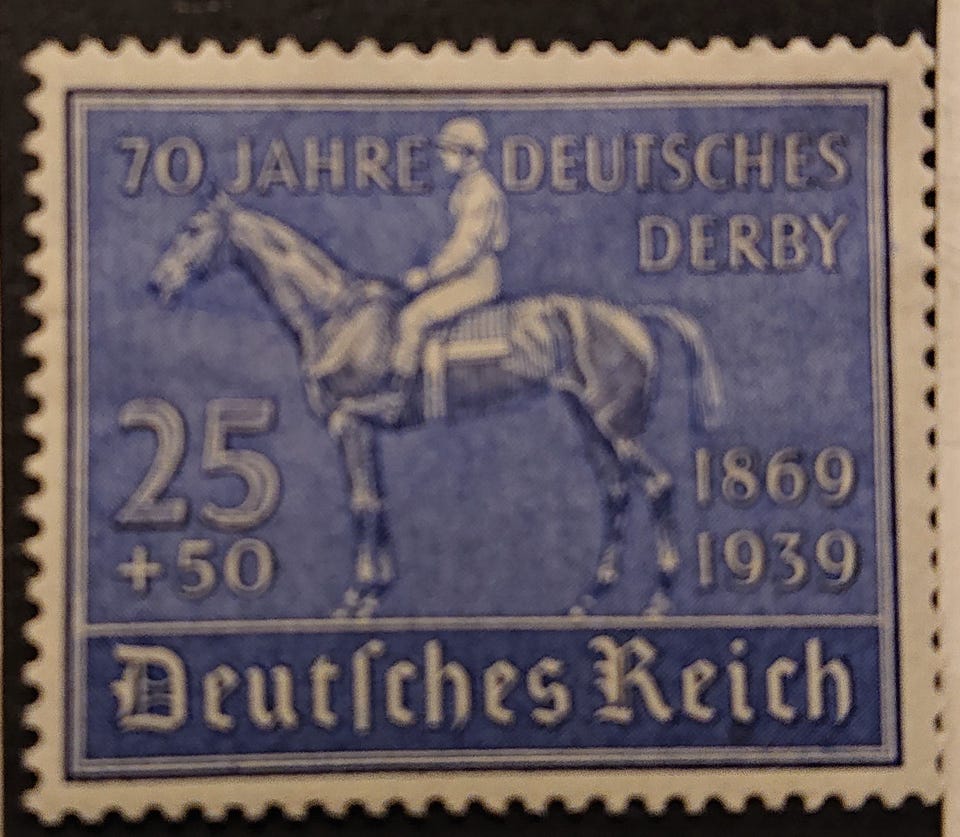 70 JAHRE DEUTSCHES
DERBY
25
+50
1869
1939
Deutſches Reich